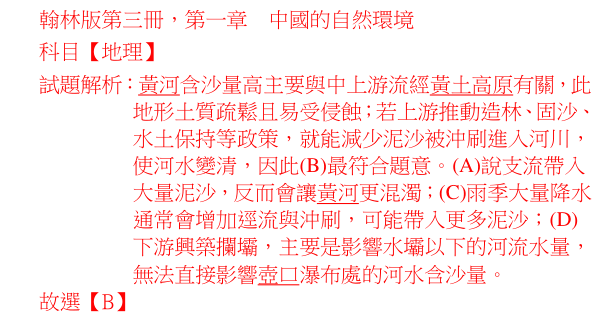 翰林版第三冊，第一章　中國的自然環境
科目【地理】
試題解析：黃河含沙量高主要與中上游流經黃土高原有關，此
地形土質疏鬆且易受侵蝕；若上游推動造林、固沙、
水土保持等政策，就能減少泥沙被沖刷進入河川，
使河水變清，因此(B)最符合題意。(A)說支流帶入
大量泥沙，反而會讓黃河更混濁；(C)雨季大量降水
通常會增加逕流與沖刷，可能帶入更多泥沙；(D)
下游興築攔壩，主要是影響水壩以下的河流水量，
無法直接影響壺口瀑布處的河水含沙量。
故選【B】